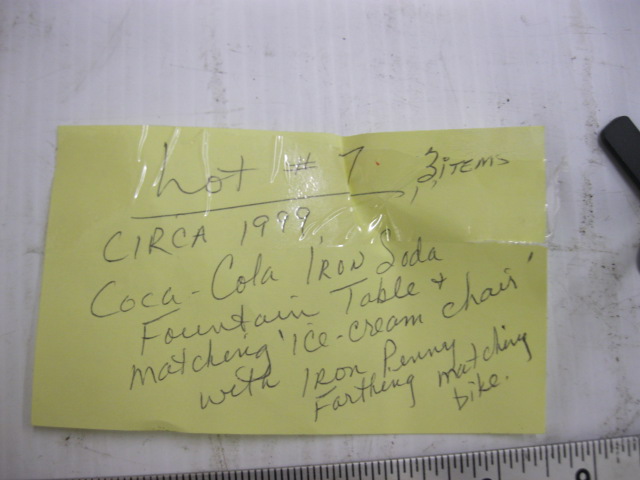 Lot # 7 3 ITEMS
CIRCA 1999
Coca-Cola IRON Soda
Fountain Table +
matching 'ice-cream chair'
with IRON Penny
Farthing matching
bike.